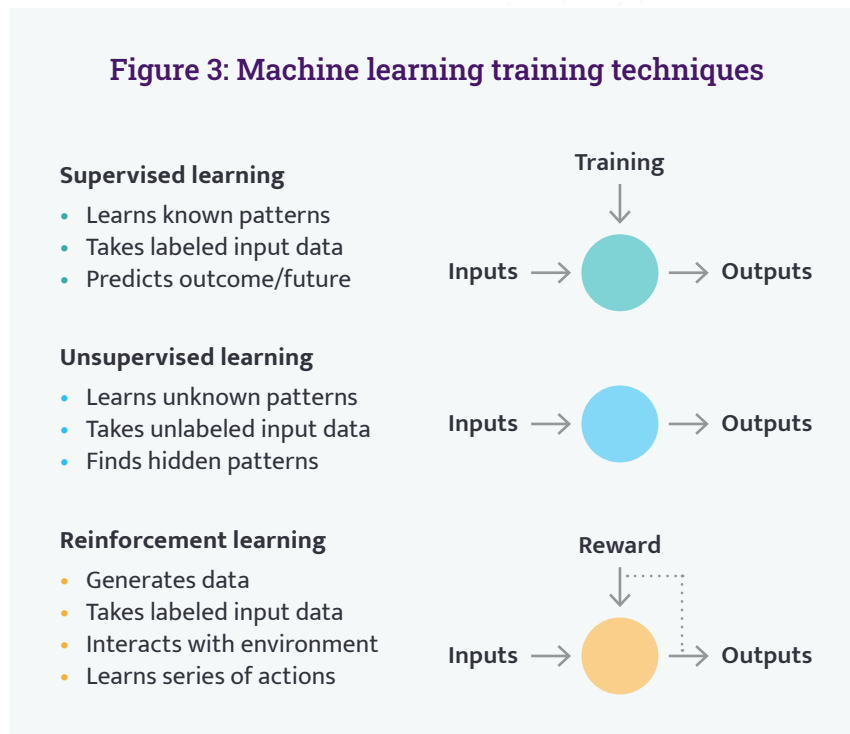 Figure 3: Machine learning training techniques
Supervised learning
• Learns known patterns
• Takes labeled input data
• Predicts outcome/future
Training
Inputs
Outputs
Unsupervised learning
• Learns unknown patterns
• Takes unlabeled input data
• Finds hidden patterns
Inputs
Outputs
Reinforcement learning
• Generates data
• Takes labeled input data
• Interacts with environment
• Learns series of actions
Reward
Inputs
Outputs